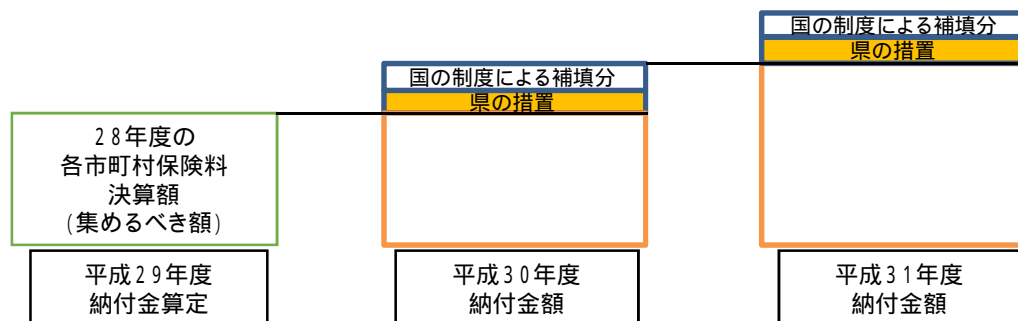 国の制度による補填分
県の措置
国の制度による補填分
県の措置
28年度の
各市町村保険料
決算額
(集めるべき額)
平成29年度
納付金算定
平成30年度
納付金額
平成31年度
納付金額